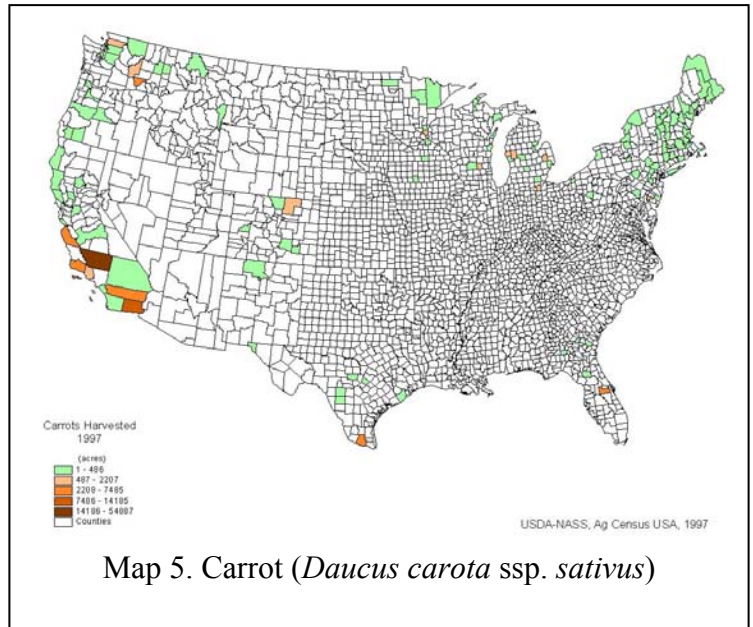 Carrots Harvested
1997
(acres)
1 - 486
487 - 2207
2208 - 7485
7486 - 14185
14186 - 54887
Counties
USDA-NASS, Ag Census USA, 1997
Map 5. Carrot (Daucus carota ssp. sativus)